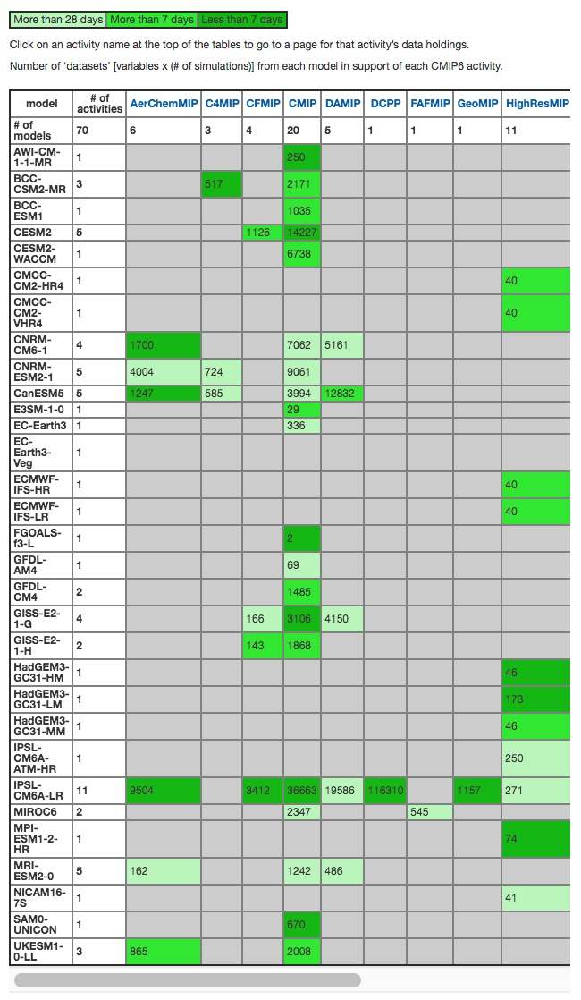 More than 28 days More than 7 days Less than 7 days
Click on an activity name at the top of the tables to go to a page for that activity's data holdings.
Number of 'datasets' [variables x (# of simulations)] from each model in support of each CMIP6 activity.
model # of activities AerChemMIP C4MIP CFMIP CMIP DAMIP DCPP FAFMIP GeoMIP HighResMIP
# of models 70 6 3 4 20 5 1 1 1 11
AWI-CM-1-1-MR 1 250
BCC-CSM2-MR 3 517 2171
BCC-ESM1 1 1035
CESM2 5 1126 14227
CESM2-WACCM 1 6738
CMCC-CM2-HR4 1 40
CMCC-CM2-VHR4 1 40
CNRM-CM6-1 4 1700 7062 5161
CNRM-ESM2-1 5 4004 724 9061
CanESM5 5 1247 585 3994 12832
E3SM-1-0 1 29
EC-Earth3 1 336
EC-Earth3-Veg 1
ECMWF-IFS-HR 1 40
ECMWF-IFS-LR 1 40
FGOALS-f3-L 1 2
GFDL-AM4 1 69
GFDL-CM4 2 1485
GISS-E2-1-G 4 166 3106 4150
GISS-E2-1-H 2 143 1868
HadGEM3-GC31-HM 1 46
HadGEM3-GC31-LM 1 173
HadGEM3-GC31-MM 1 46
IPSL-CM6A-ATM-HR 1 250
IPSL-CM6A-LR 11 9504 3412 36663 19586 116310 1157 271
MIROC6 2 2347 545
MPI-ESM1-2-HR 1 74
MRI-ESM2-0 5 162 1242 486
NICAM16-7S 1 41
SAM0-UNICON 1 670
UKESM1-0-LL 3 865 2008